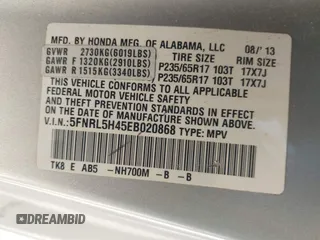 MFD. BY HONDA MFG. OF ALABAMA, LLC 08/'13
GVWR 2730KG(6019LBS) TIRE SIZE RIM SIZE
GAWR F 1320KG(2910LBS) P235/65R17 103T 17X7J
GAWR R 1515KG(3340LBS) P235/65R17 103T 17X7J
THIS VEHICLE CONFORMS TO ALL APPLICABLE
FEDERAL MOTOR VEHICLE SAFETY AND THEFT
PREVENTION STANDARDS IN EFFECT ON THE DATE
OF MANUFACTURE SHOWN ABOVE.
V.I.N: 5FNRL5H45EB020868 TYPE: MPV
TK8 E AB5 -NH700M -B -B
DREAMBID